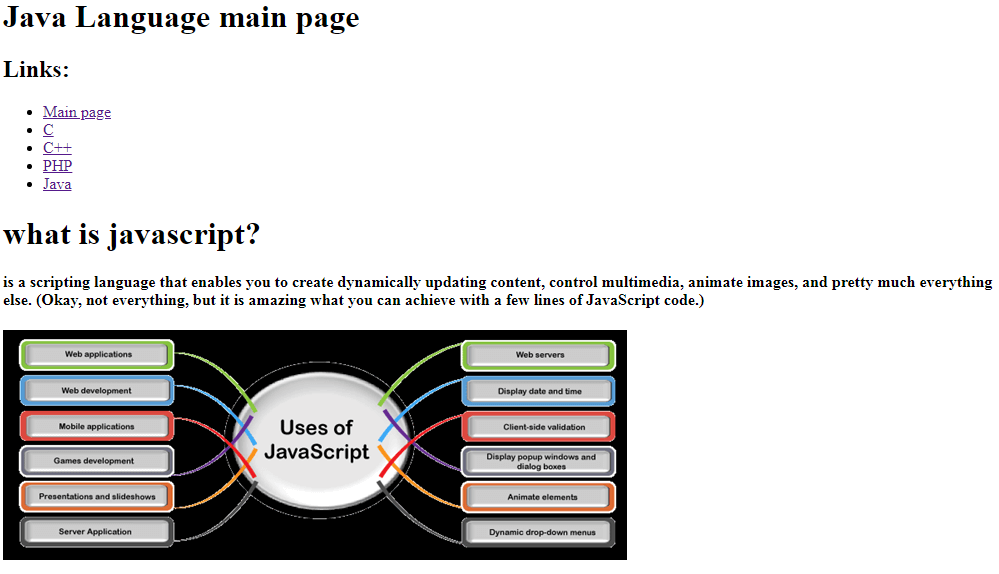 Java Language main page
Links:
Main page
C
C++
PHP
Java
what is javascript?
is a scripting language that enables you to create dynamically updating content, control multimedia, animate images, and pretty much everything
else. (Okay, not everything, but it is amazing what you can achieve with a few lines of JavaScript code.)
Web applications
Web development
Mobile applications
Games development
Presentations and slideshows
Server Application
Uses of
JavaScript
Web servers
Display date and time
Client-side validation
Display popup windows and
dialog boxes
Animate elements
Dynamic drop-down menus